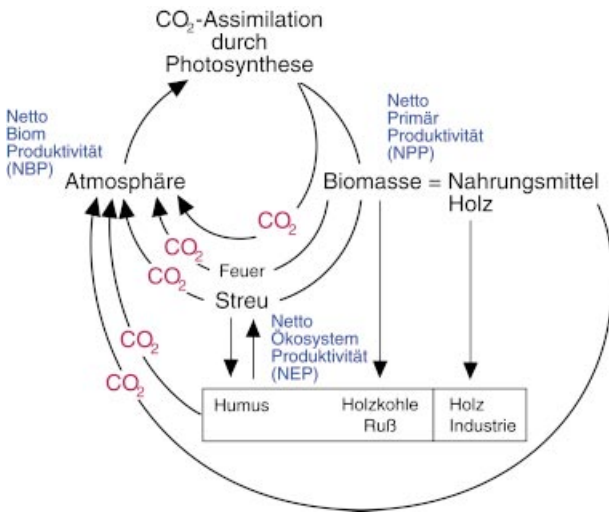 CO₂-Assimilation
durch
Photosynthese
Netto
Biom
Produktivität
(NBP)
Netto
Primär
Produktivität
(NPP)
Atmosphäre
Biomasse = Nahrungsmittel
Holz
CO₂
CO₂
Feuer
CO₂
Streu
Netto
Ökosystem
Produktivität
(NEP)
CO₂
CO₂
Humus
Holzkohle
Ruß
Holz
Industrie